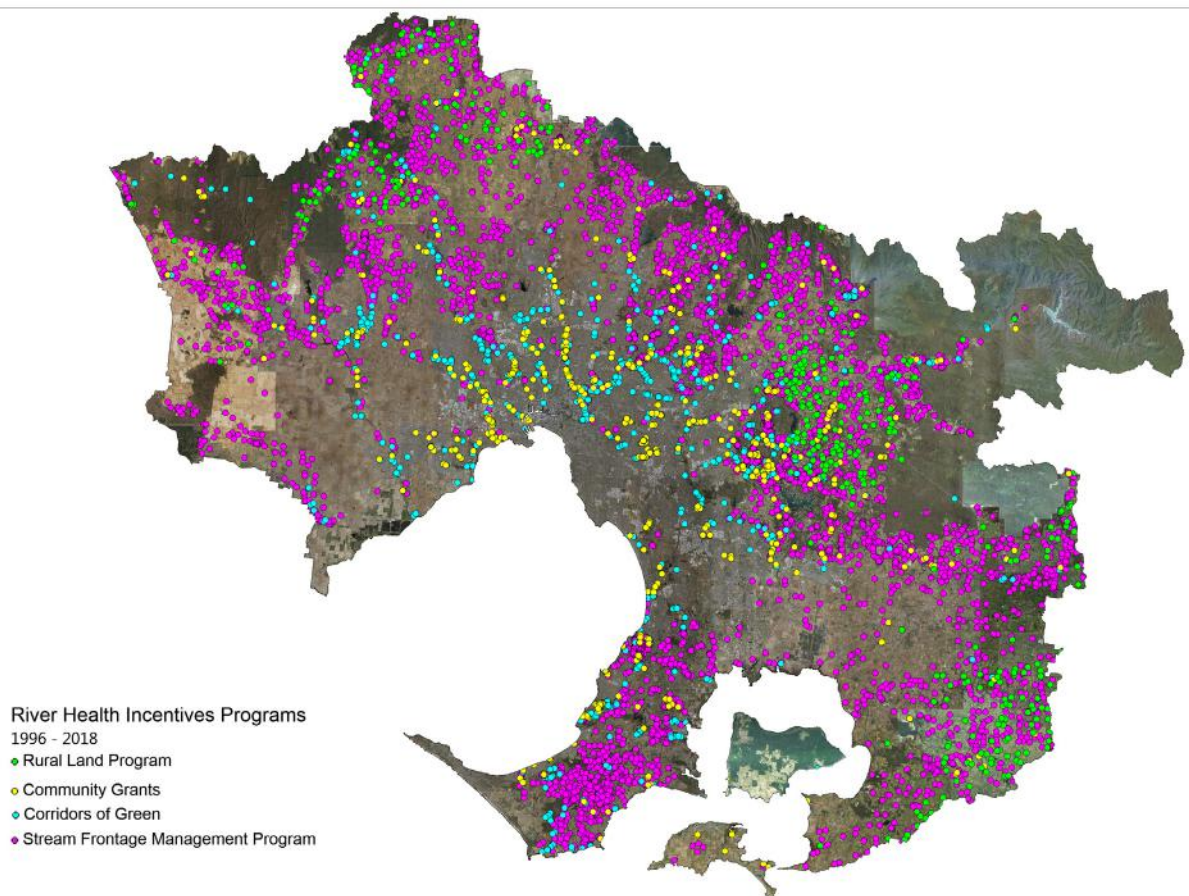 River Health Incentives Programs
1996 - 2018
Rural Land Program
Community Grants
Corridors of Green
Stream Frontage Management Program